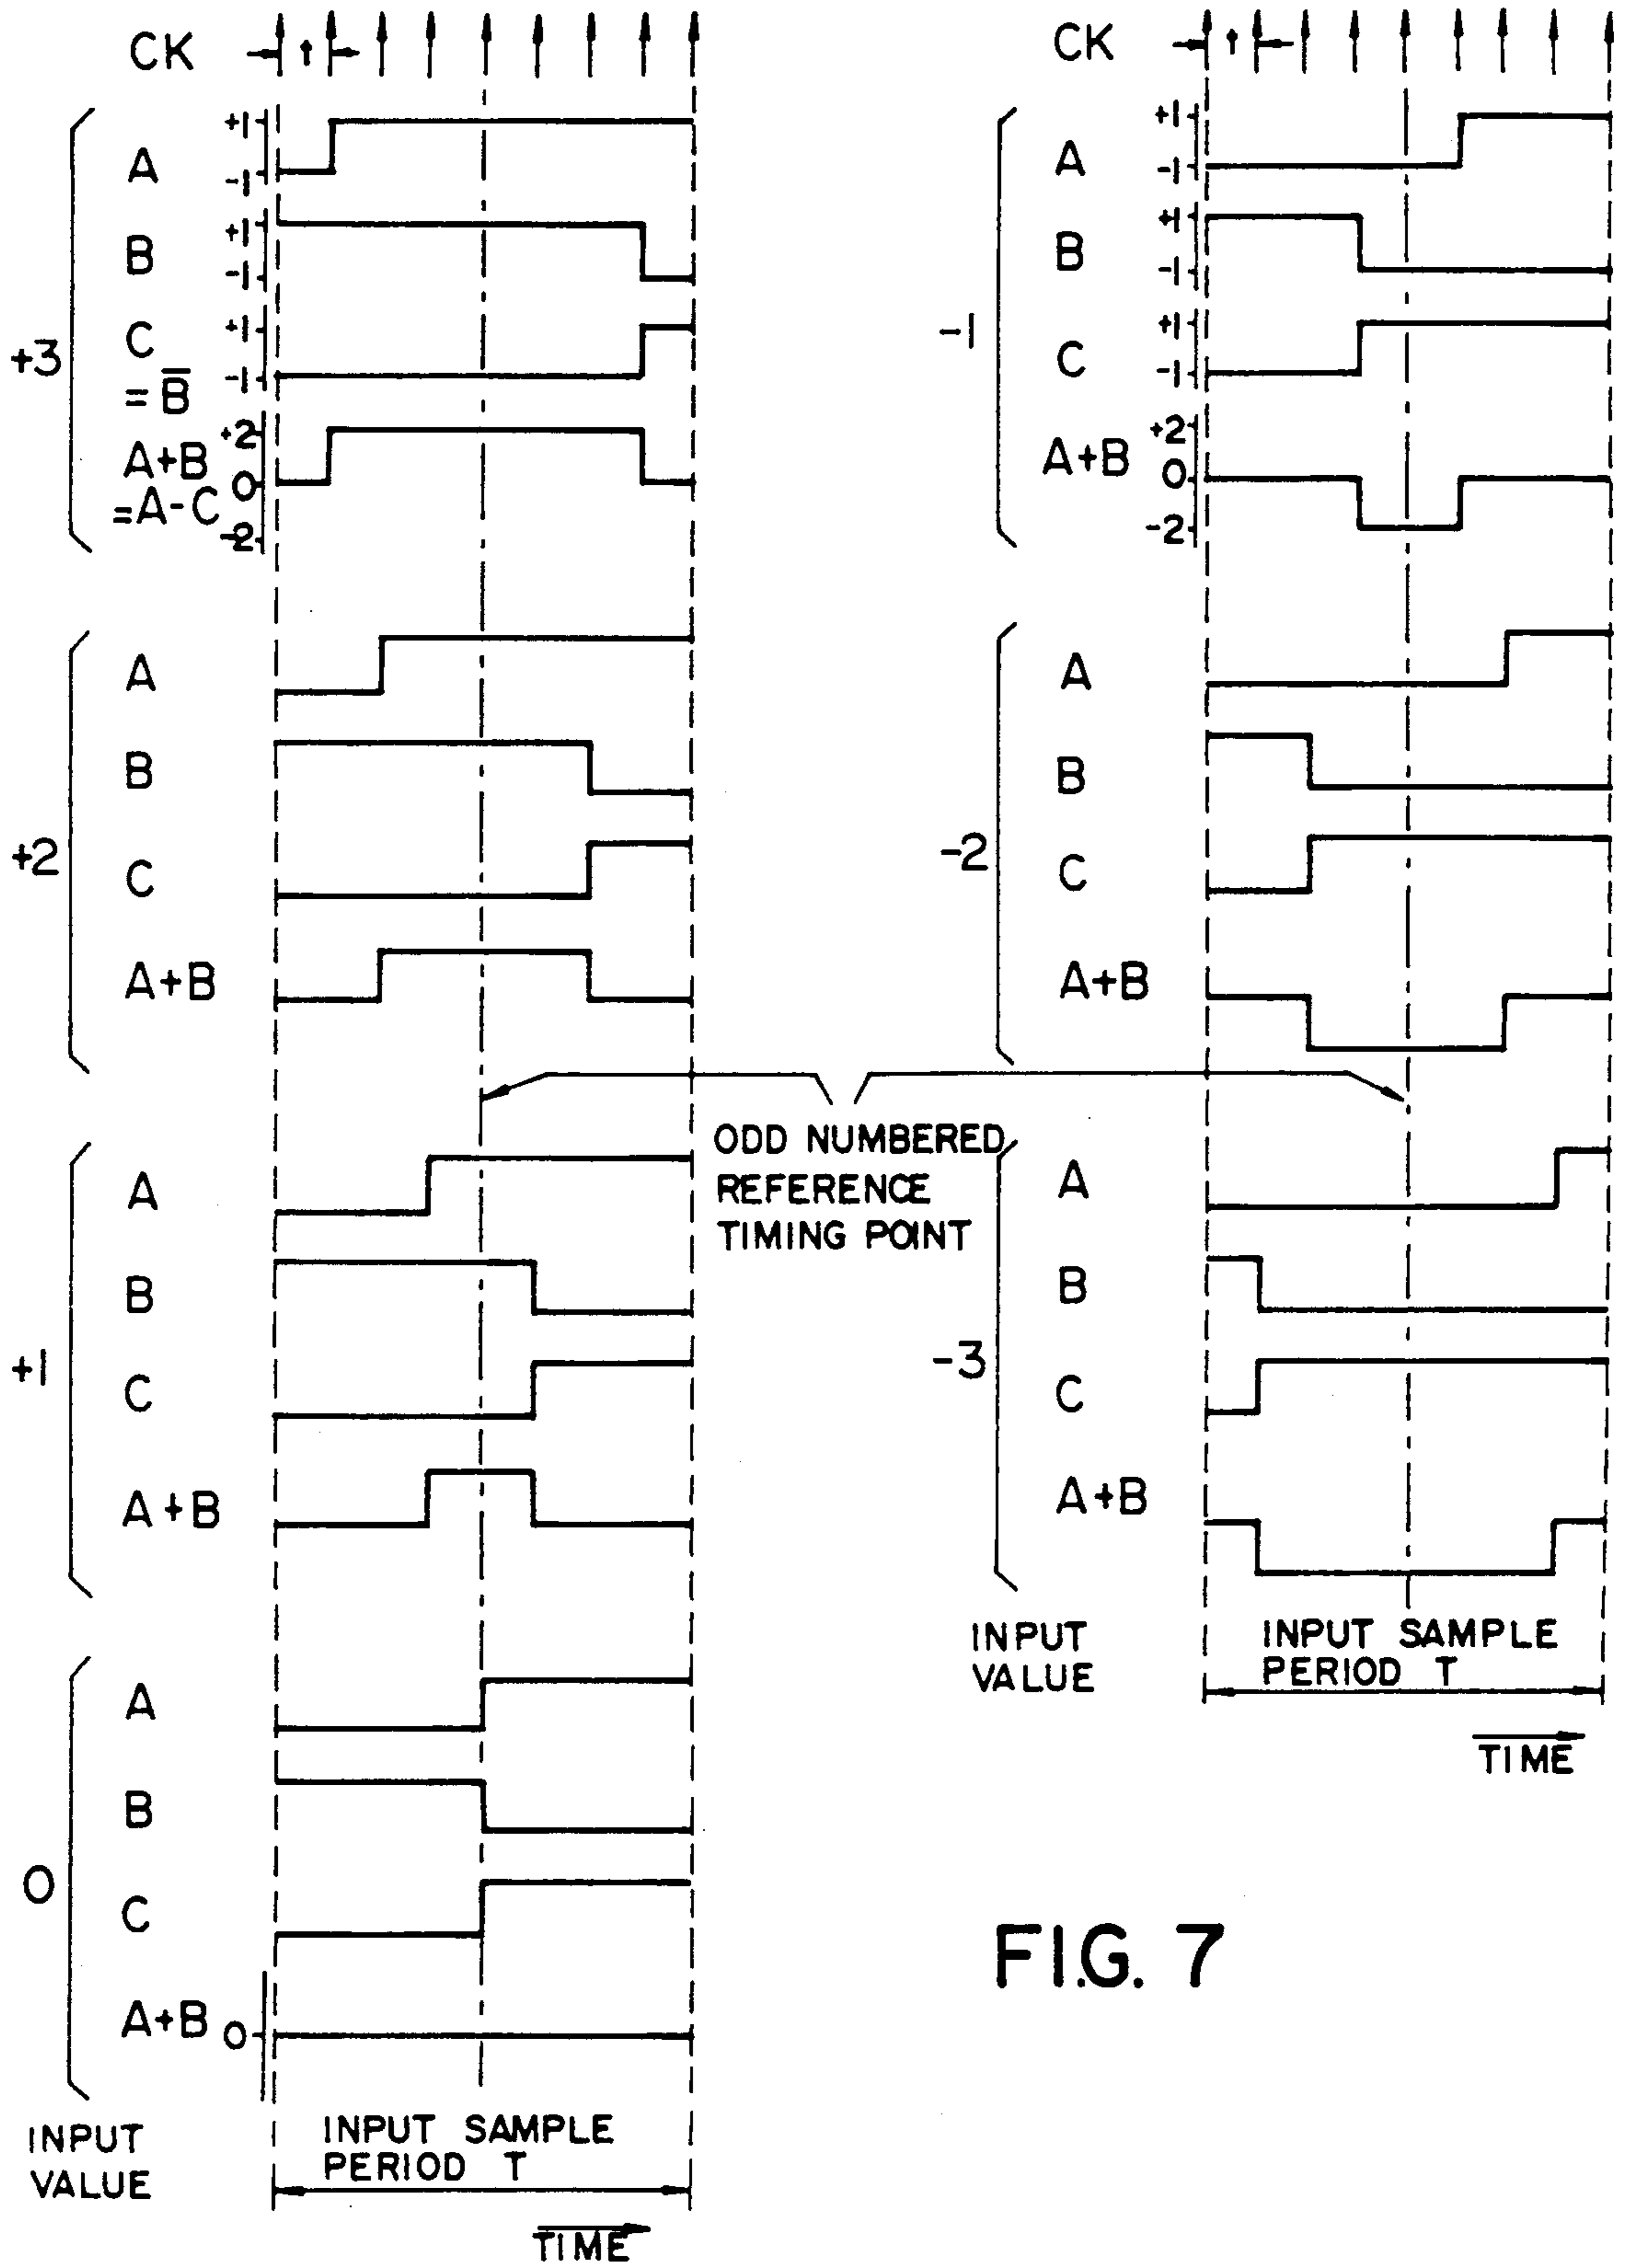 CK t
+3
A +1 -1
B +1 -1
C = B̅ +1 -1
A+B =A-C +2 0 -2
+2
A
B
C
A+B
+1
A
B
C
A+B
0
A
B
C
A+B 0
INPUT VALUE
INPUT SAMPLE
PERIOD T
TIME
CK t
-1
A +1 -1
B +1 -1
C +1 -1
A+B +2 0 -2
-2
A
B
C
A+B
ODD NUMBERED
REFERENCE
TIMING POINT
-3
A
B
C
A+B
INPUT VALUE
INPUT SAMPLE
PERIOD T
TIME
FIG. 7